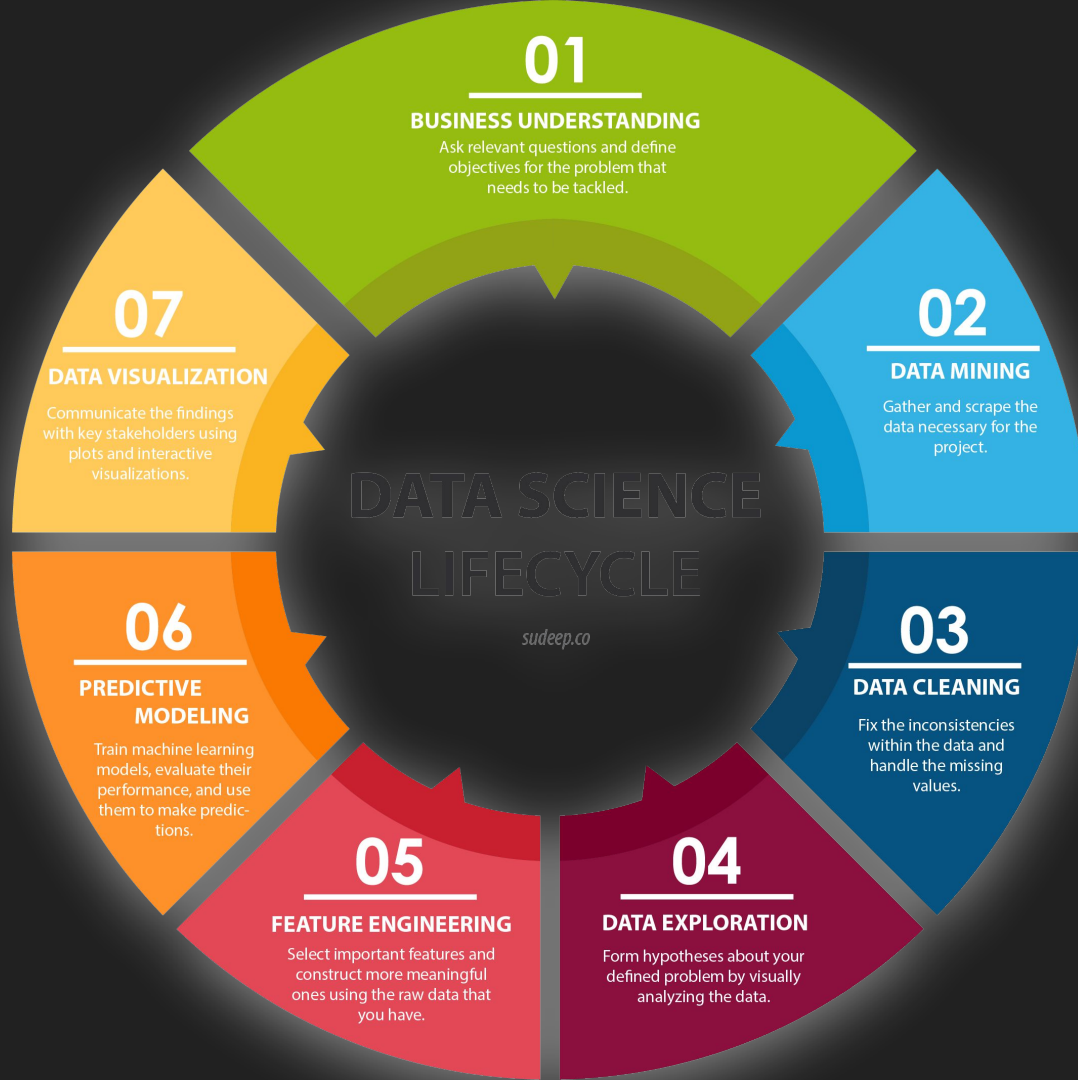 01
BUSINESS UNDERSTANDING
Ask relevant questions and define
objectives for the problem that
needs to be tackled.
02
DATA MINING
Gather and scrape the
data necessary for the
project.
03
DATA CLEANING
Fix the inconsistencies
within the data and
handle the missing
values.
04
DATA EXPLORATION
Form hypotheses about your
defined problem by visually
analyzing the data.
05
FEATURE ENGINEERING
Select important features and
construct more meaningful
ones using the raw data that
you have.
06
PREDICTIVE
MODELING
Train machine learning
models, evaluate their
performance, and use
them to make predic-
tions.
07
DATA VISUALIZATION
Communicate the findings
with key stakeholders using
plots and interactive
visualizations.
DATA SCIENCE
LIFECYCLE
sudeep.co